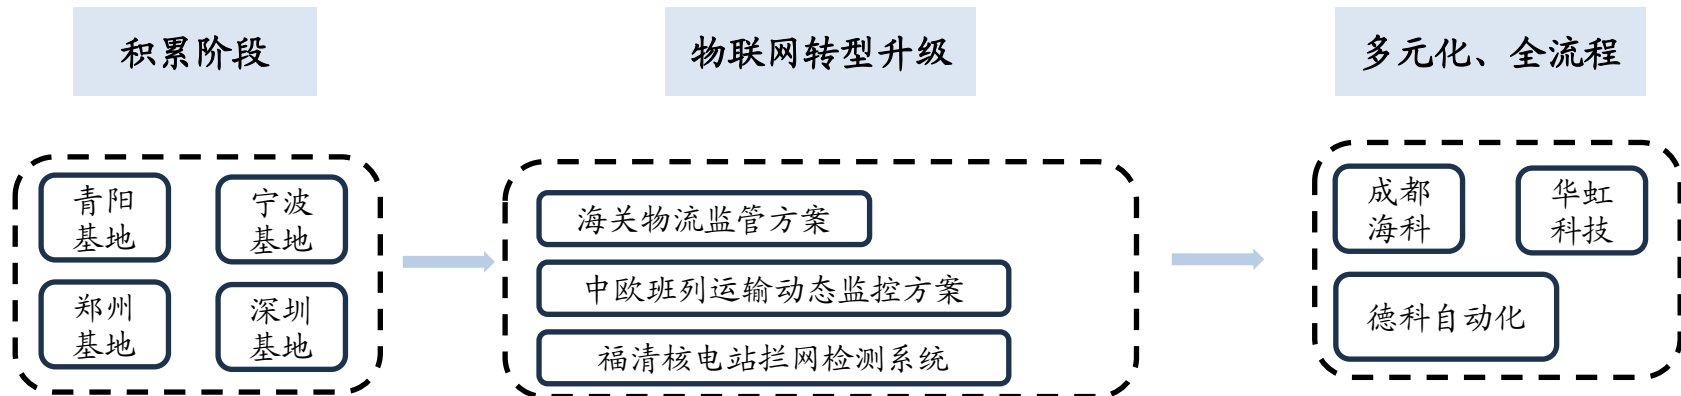 积累阶段
物联网转型升级
多元化、全流程
青阳
基地
宁波
基地
郑州
基地
深圳
基地
海关物流监管方案
中欧班列运输动态监控方案
福清核电站拦网检测系统
成都
海科
华虹
科技
德科自动化